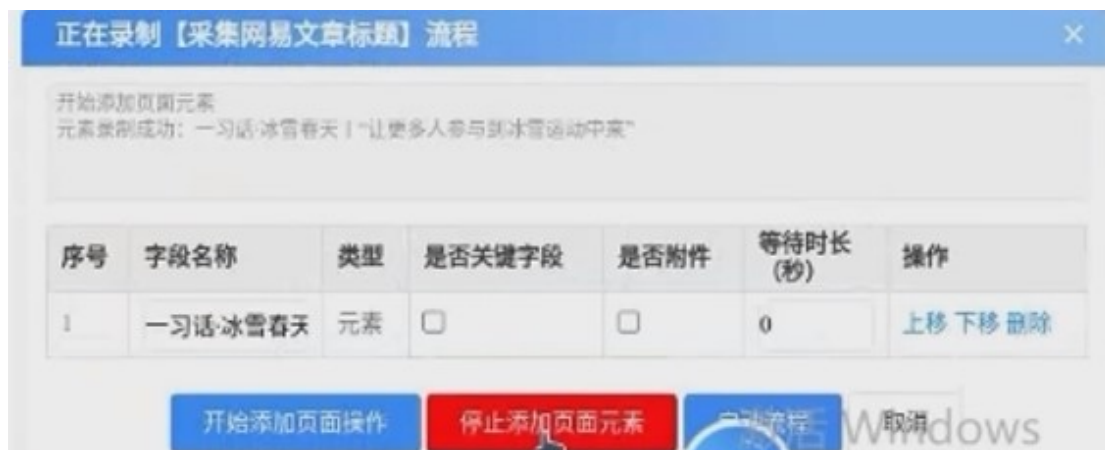 正在录制【采集网易文章标题】流程
×
开始添加页面元素
元素录制成功：一习话·冰雪春天丨“让更多人参与到冰雪运动中来”
序号 字段名称 类型 是否关键字段 是否附件 等待时长（秒） 操作
1 一习话·冰雪春天 元素 0 上移 下移 删除
开始添加页面操作 停止添加页面元素 取消
激活 Windows